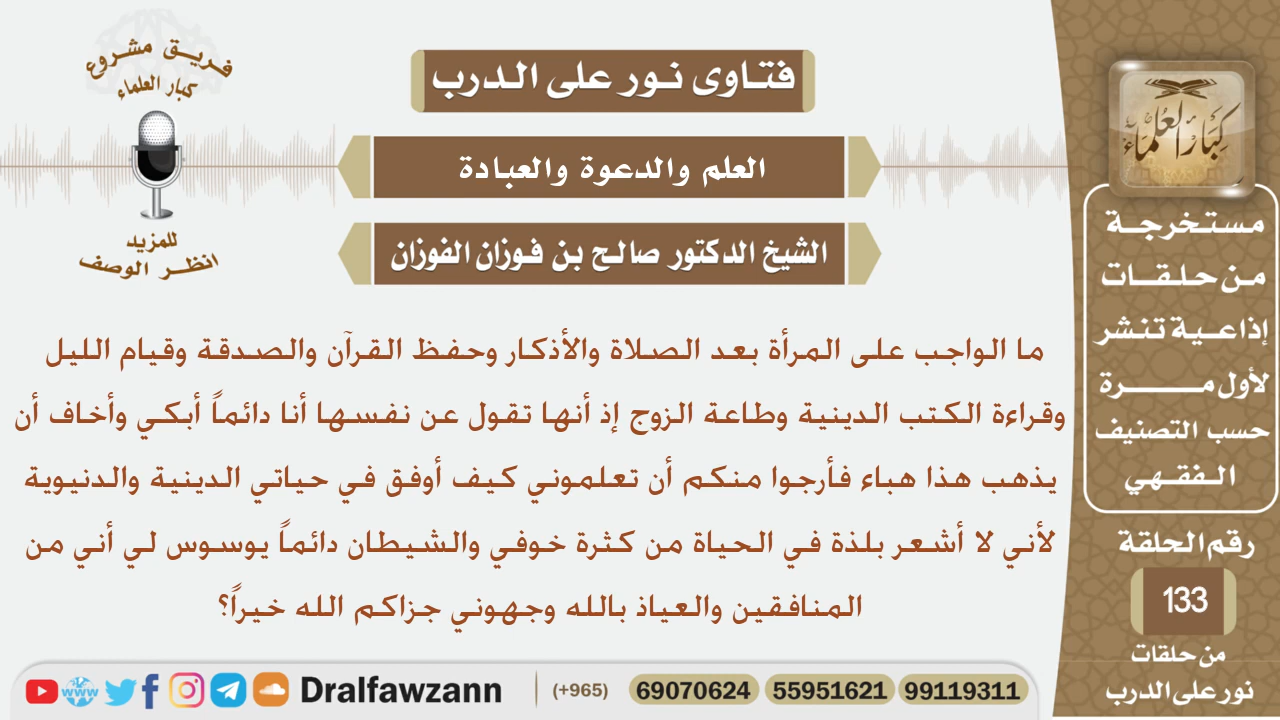 فريق مشروع
كبار العلماء
للمزيد
انظر الوصف
فتاوى نور على الدرب
العلم والدعوة والعبادة
الشيخ الدكتور صالح بن فوزان الفوزان
ما الواجب على المرأة بعد الصلاة والأذكار وحفظ القرآن والصدقة وقيام الليل
وقراءة الكتب الدينية وطاعة الزوج إذ أنها تقول عن نفسها أنا دائماً أبكي وأخاف أن
يذهب هذا هباء فأرجوا منكم أن تعلموني كيف أوفق في حياتي الدينية والدنيوية
لأني لا أشعر بلذة في الحياة من كثرة خوفي والشيطان دائماً يوسوس لي أني من
المنافقين والعياذ بالله وجهوني جزاكم الله خيراً؟
كبار العلماء
مستخرجة
من حلقات
إذاعية تنشر
لأول مرة
حسب التصنيف
الفقهي
رقم الحلقة
133
من حلقات
نور على الدرب
www Dralfawzann (+965) 69070624 55951621 99119311